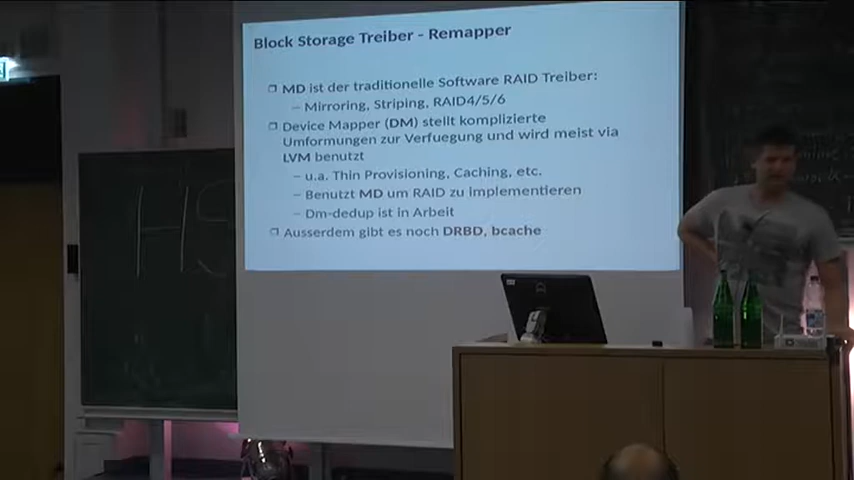 Block Storage Treiber - Remapper
MD ist der traditionelle Software RAID Treiber:
– Mirroring, Striping, RAID4/5/6
Device Mapper (DM) stellt komplizierte
Umformungen zur Verfuegung und wird meist via
LVM benutzt
– u.a. Thin Provisioning, Caching, etc.
– Benutzt MD um RAID zu implementieren
– Dm-dedup ist in Arbeit
Ausserdem gibt es noch DRBD, bcache
HS